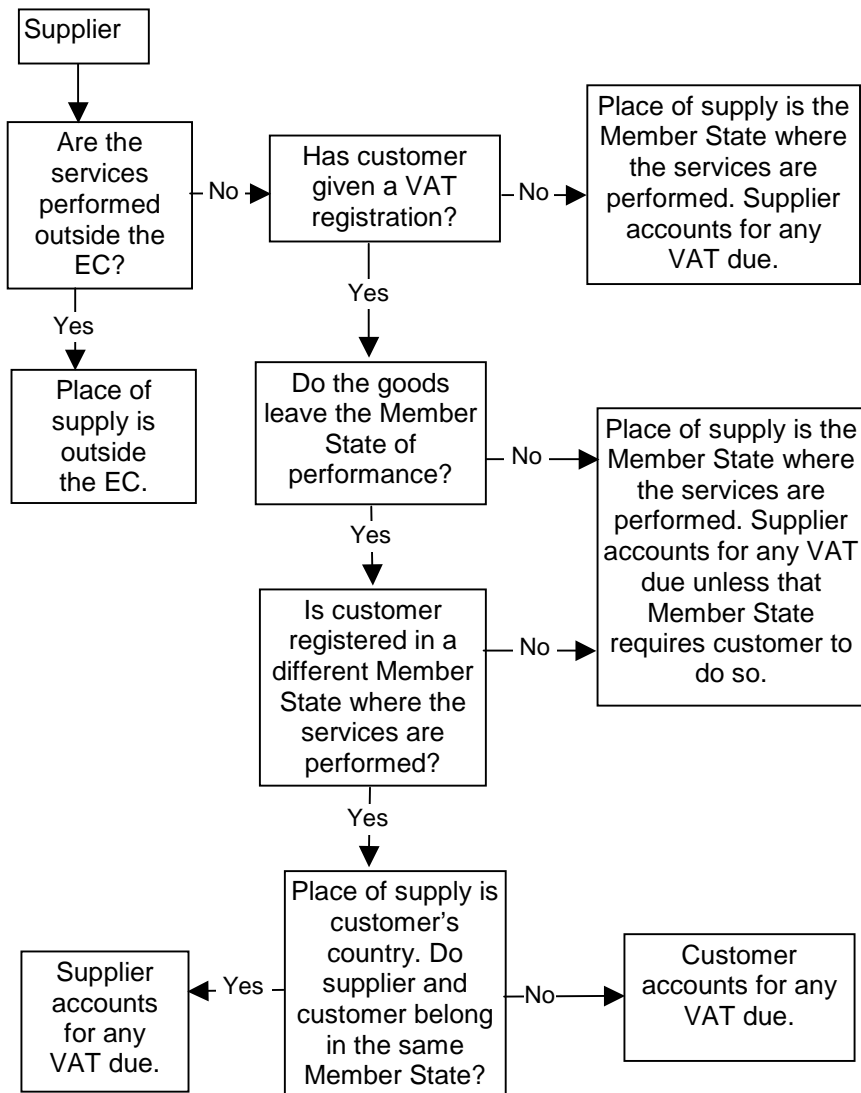 Supplier
Are the
services
performed
outside the
EC?
No
Has customer
given a VAT
registration?
No
Place of supply is the
Member State where
the services are
performed. Supplier
accounts for any
VAT due.
Yes
Place of
supply is
outside
the EC.
Yes
Do the goods
leave the Member
State of
performance?
No
Place of supply is the
Member State where
the services are
performed. Supplier
accounts for any VAT
due unless that
Member State
requires customer to
do so.
Yes
Is customer
registered in a
different Member
State where the
services are
performed?
No
Yes
Place of supply is
customer’s
country. Do
supplier and
customer belong
in the same
Member State?
Yes
Supplier
accounts
for any
VAT due.
No
Customer
accounts for any
VAT due.